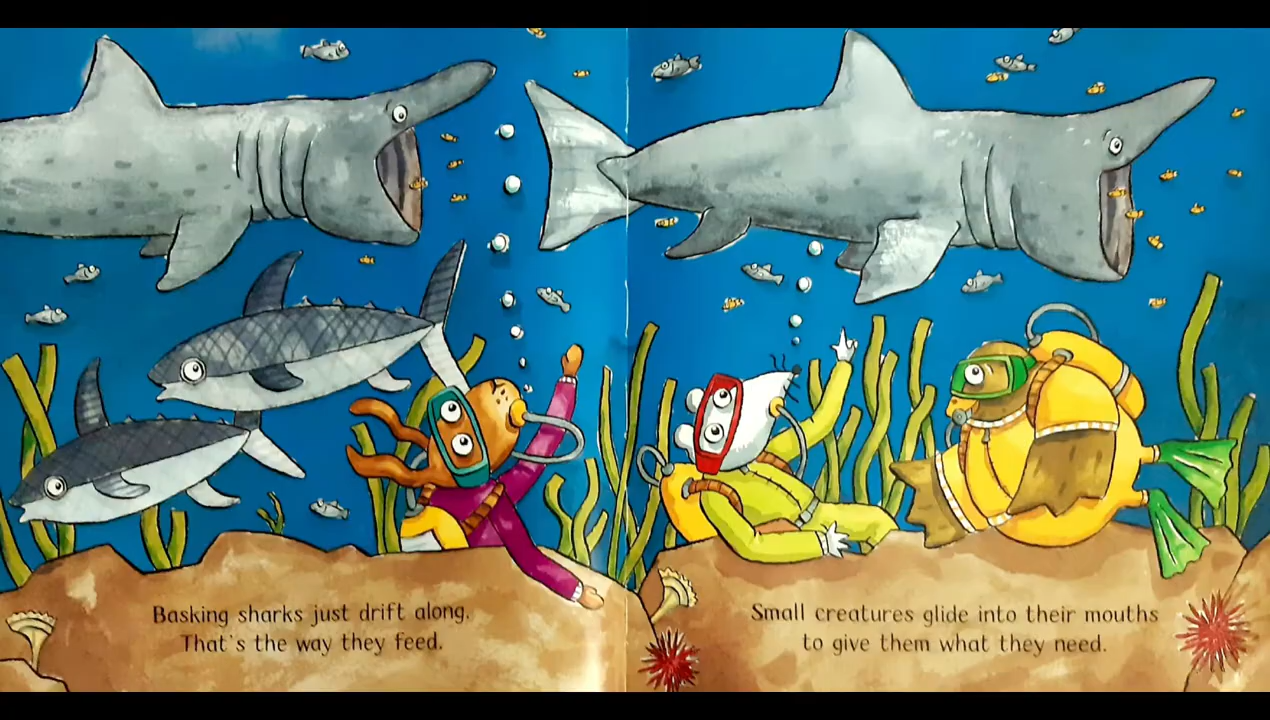 Basking sharks just drift along.
That's the way they feed.
Small creatures glide into their mouths
to give them what they need.